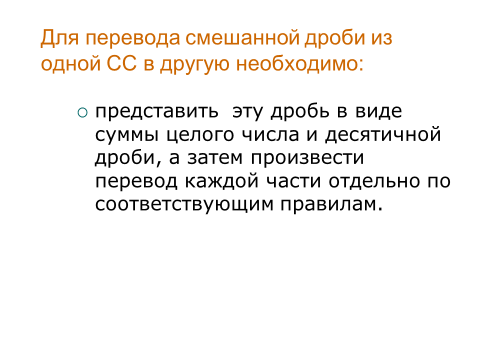 Для перевода смешанной дроби из
одной СС в другую необходимо:
представить эту дробь в виде
суммы целого числа и десятичной
дроби, а затем произвести
перевод каждой части отдельно по
соответствующим правилам.